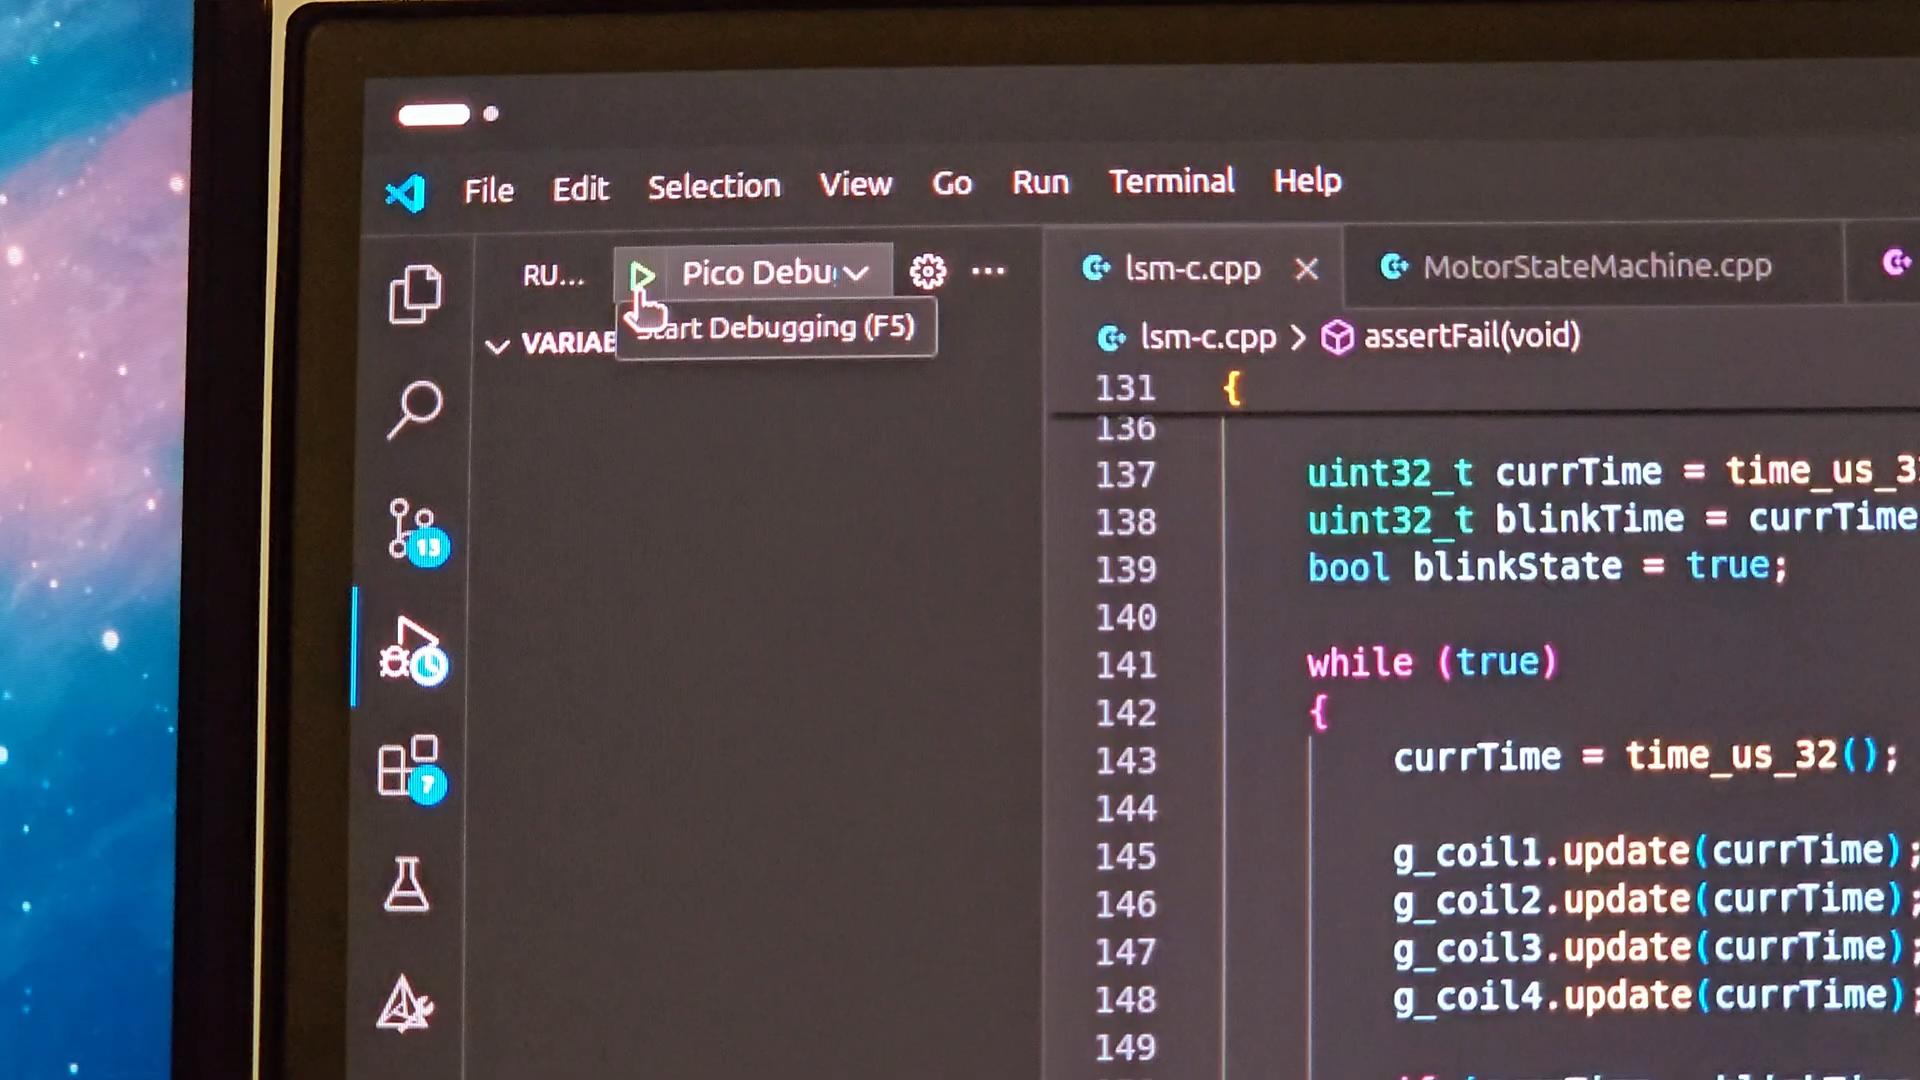 File Edit Selection View Go Run Terminal Help
RU... Pico Debu
lsm-c.cpp MotorStateMachine.cpp
Start Debugging (F5)
VARIAB
lsm-c.cpp > assertFail(void)
131 {
136
137 uint32_t currTime = time_us_3
138 uint32_t blinkTime = currTime
139 bool blinkState = true;
140
141 while (true)
142 {
143 currTime = time_us_32();
144
145 g_coil1.update(currTime);
146 g_coil2.update(currTime);
147 g_coil3.update(currTime);
148 g_coil4.update(currTime);
149
13
7